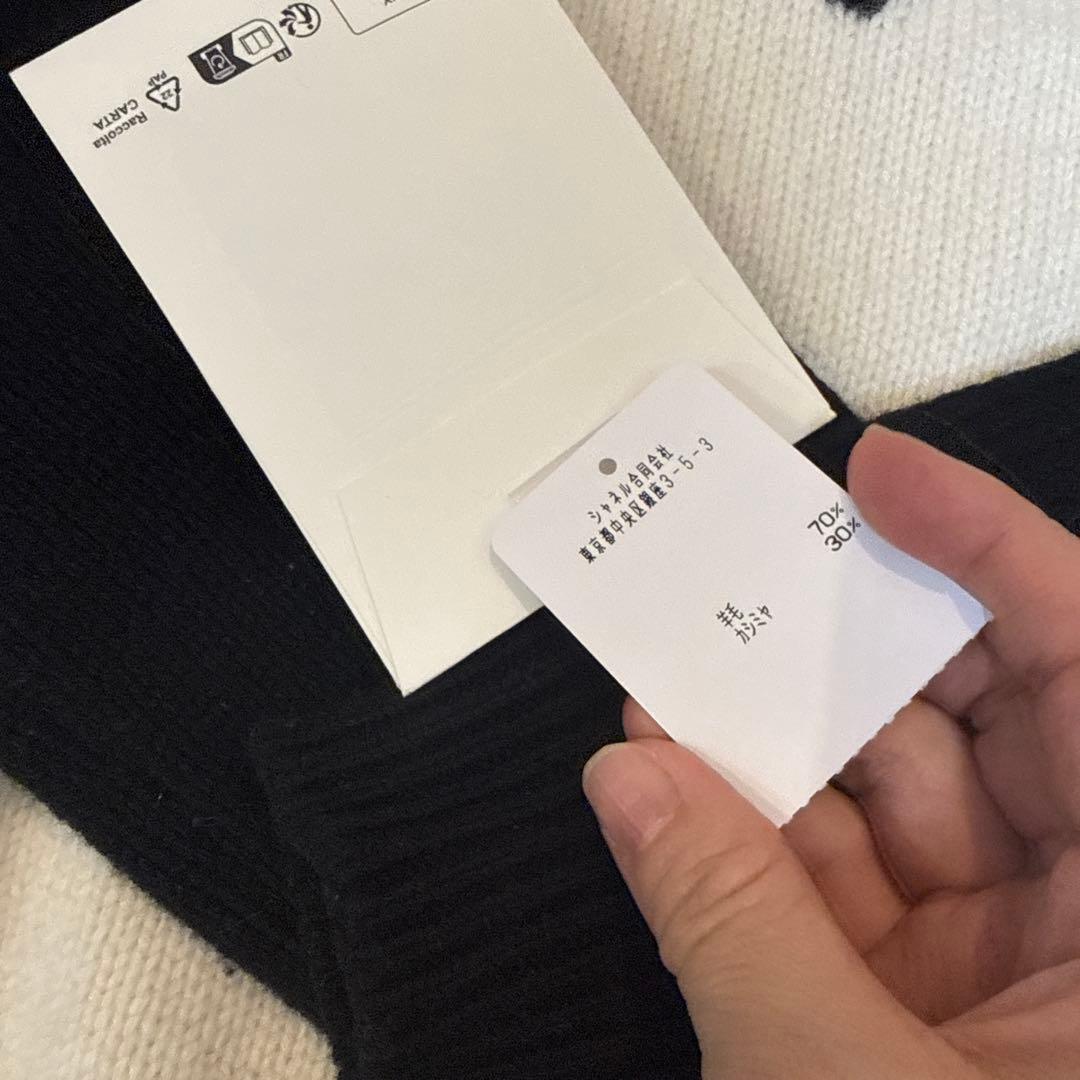 シャネル合同会社
東京都中央区銀座3-5-3
70%
30%
羊毛
カシミヤ
FR
22
PAP
Raccolta
CARTA